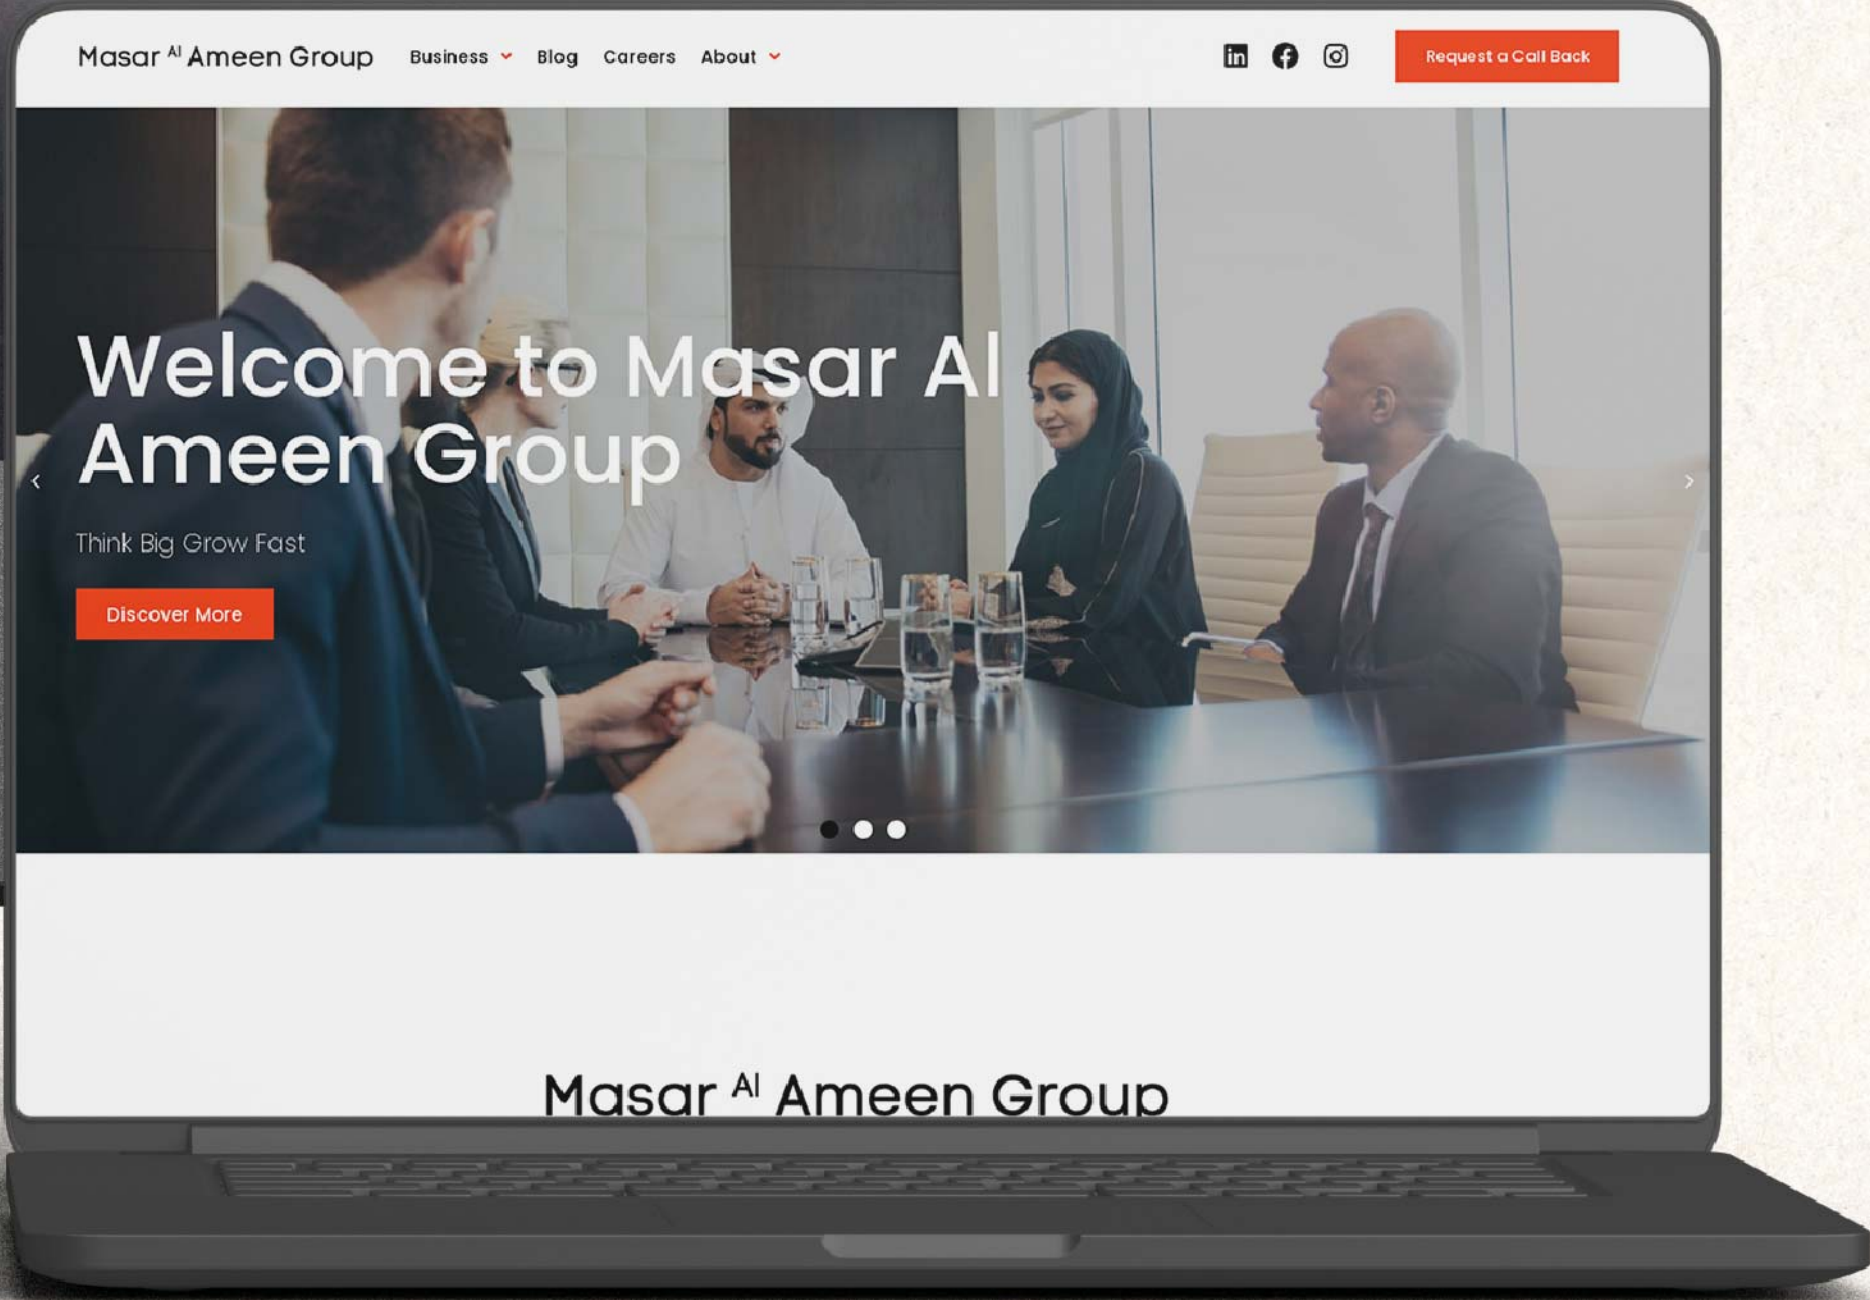 Masar Al Ameen Group
Business
Blog
Careers
About
Request a Call Back
Welcome to Masar Al
Ameen Group
Think Big Grow Fast
Discover More
Masar Al Ameen Group